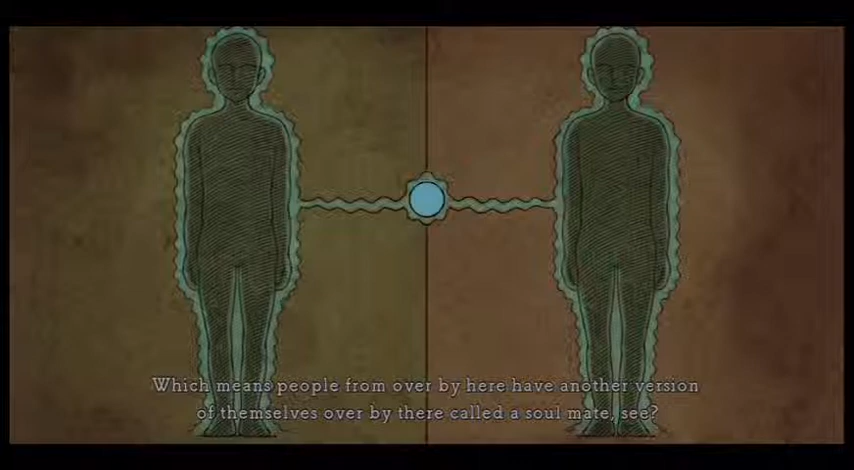 Which means people from over by here have another version
of themselves over by there called a soul mate, see?